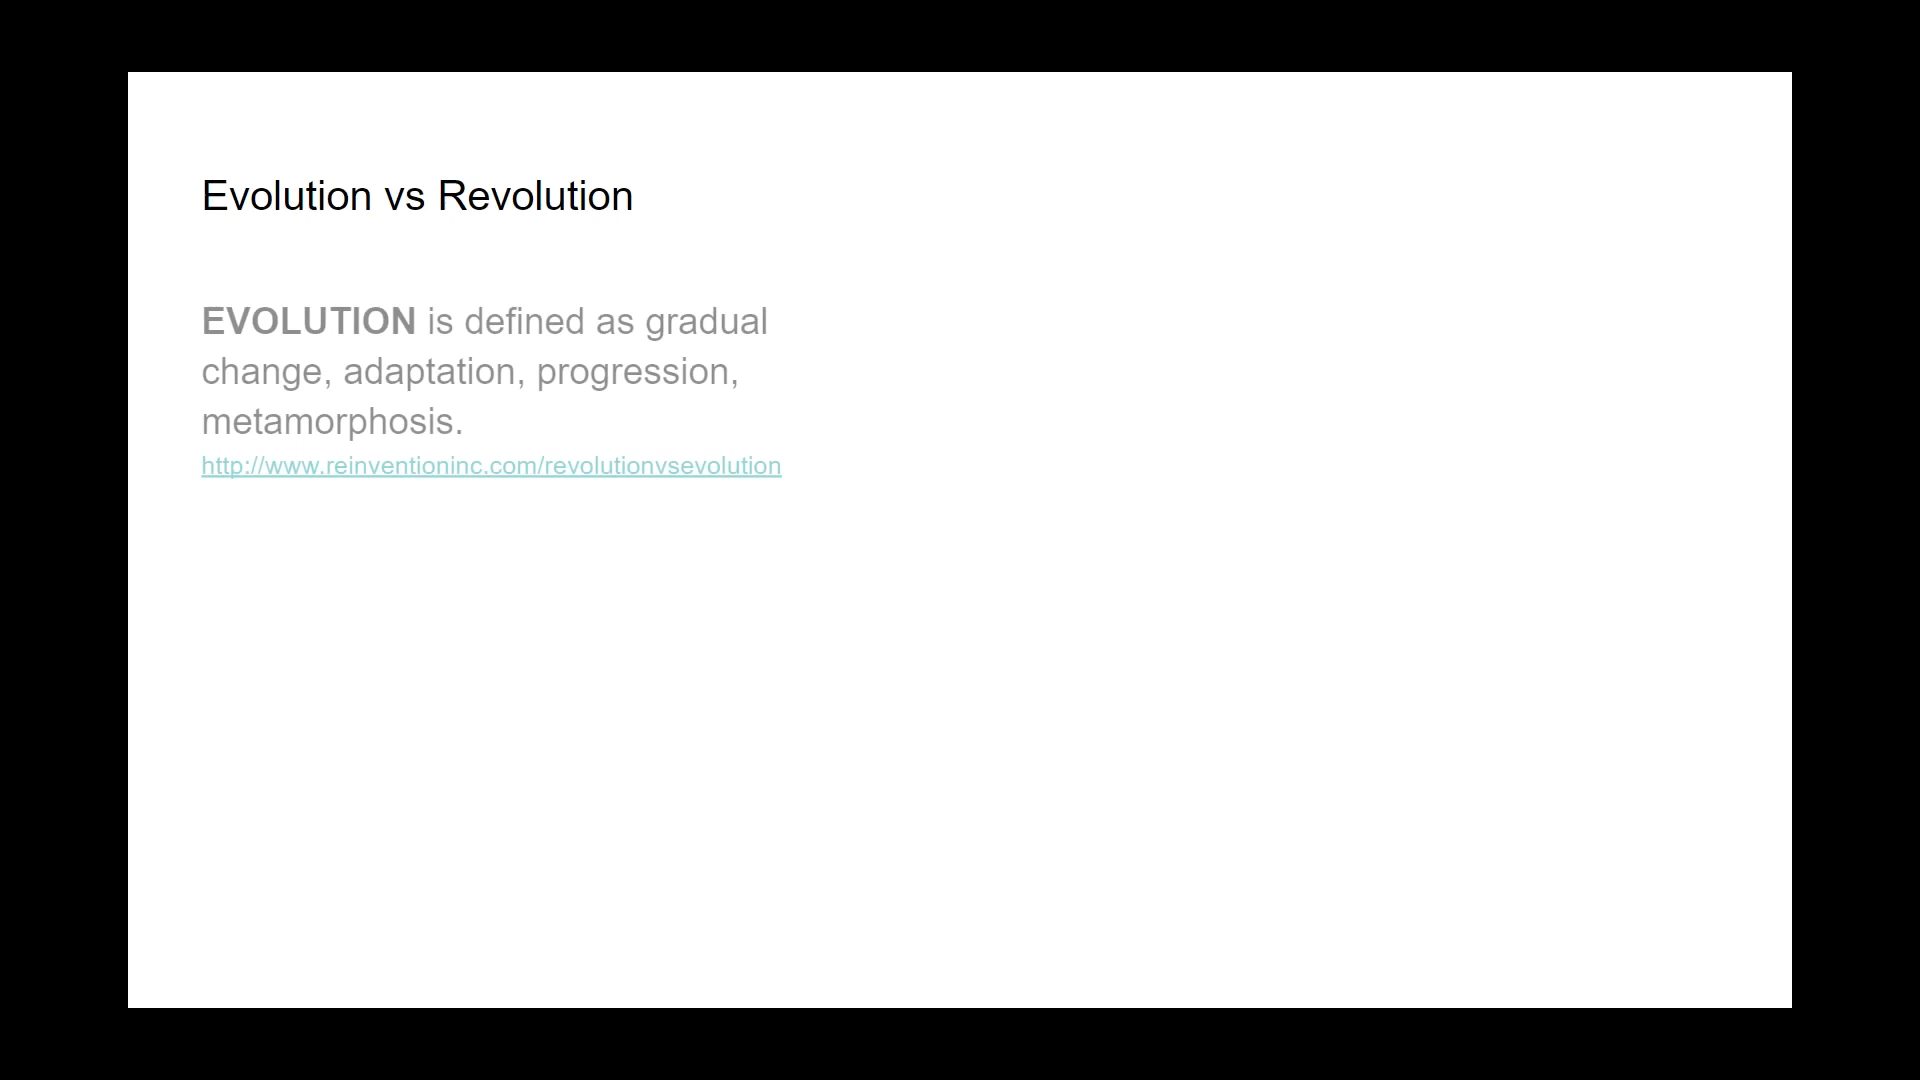 Evolution vs Revolution
EVOLUTION is defined as gradual
change, adaptation, progression,
metamorphosis.
http://www.reinventioninc.com/revolutionvsevolution